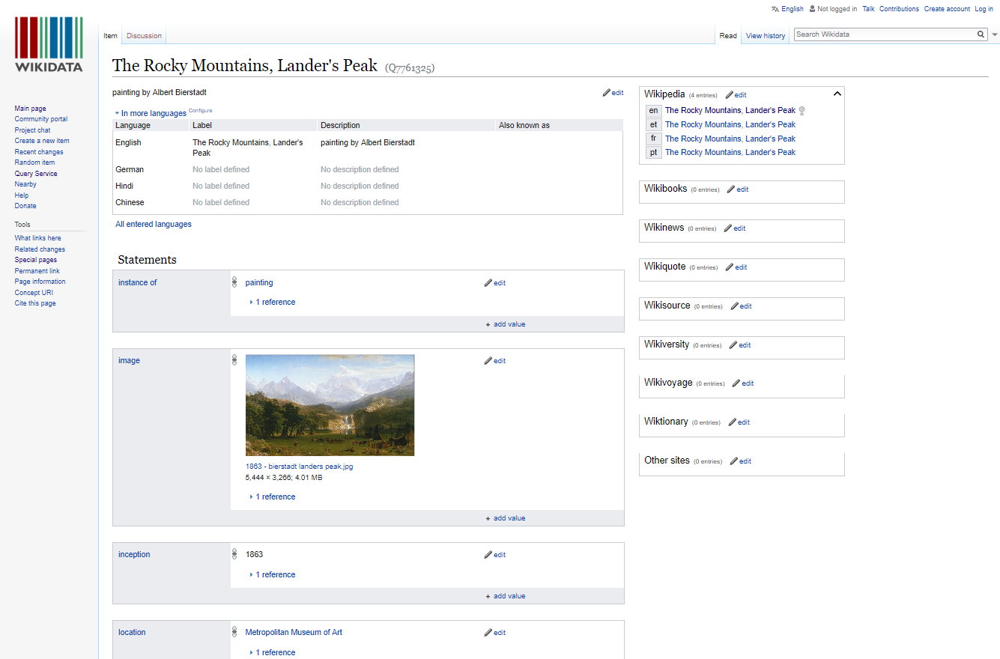 English Not logged in Talk Contributions Create account Log in
WIKIDATA
Item Discussion
Read View history Search Wikidata
The Rocky Mountains, Lander's Peak (Q7761325)
Main page
Community portal
Project chat
Create a new item
Recent changes
Random item
Query Service
Nearby
Help
Donate
Tools
What links here
Related changes
Special pages
Permanent link
Page information
Concept URI
Cite this page
painting by Albert Bierstadt edit
In more languages Configure
Language Label Description Also known as
English The Rocky Mountains, Lander's Peak painting by Albert Bierstadt
German No label defined No description defined
Hindi No label defined No description defined
Chinese No label defined No description defined
All entered languages
Statements
instance of painting edit
1 reference
+ add value
image edit
1863 - bierstadt landers peak.jpg
5,444 × 3,266; 4.01 MB
1 reference
+ add value
inception 1863 edit
1 reference
+ add value
location Metropolitan Museum of Art edit
1 reference
Wikipedia (4 entries) edit
en The Rocky Mountains, Lander's Peak
et The Rocky Mountains, Lander's Peak
fr The Rocky Mountains, Lander's Peak
pt The Rocky Mountains, Lander's Peak
Wikibooks (0 entries) edit
Wikinews (0 entries) edit
Wikiquote (0 entries) edit
Wikisource (0 entries) edit
Wikiversity (0 entries) edit
Wikivoyage (0 entries) edit
Wiktionary (0 entries) edit
Other sites (0 entries) edit